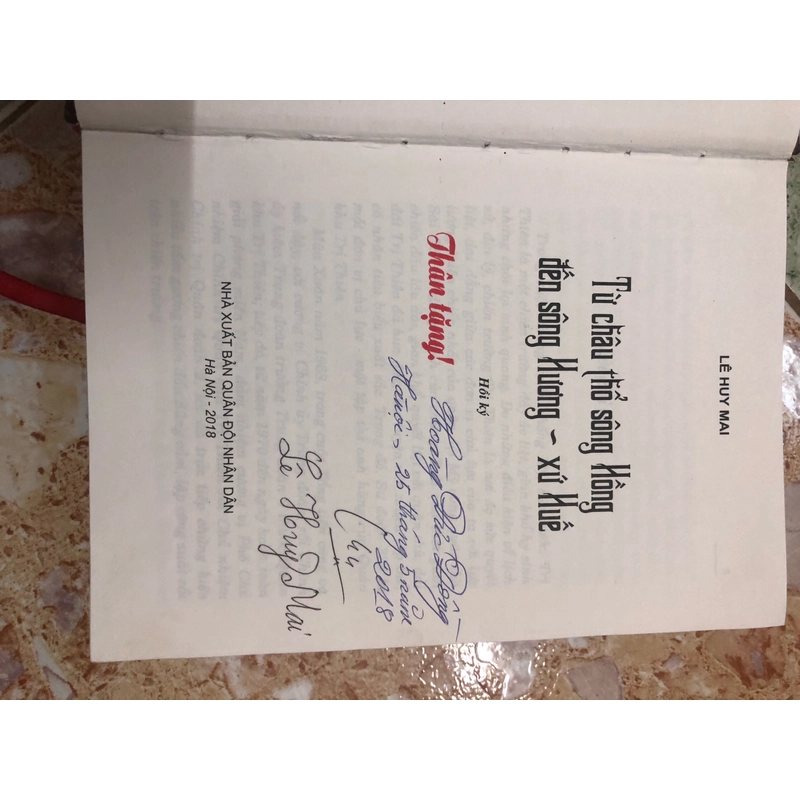 LÊ HUY MAI
Từ châu thổ sông Hồng
đến sông Hương - xứ Huế
Hồi ký
Thân tặng!
Hoàng Đức Đồng
Hà nội, 25 tháng 5 năm
2018
Lê Huy Mai
NHÀ XUẤT BẢN QUÂN ĐỘI NHÂN DÂN
Hà Nội - 2018